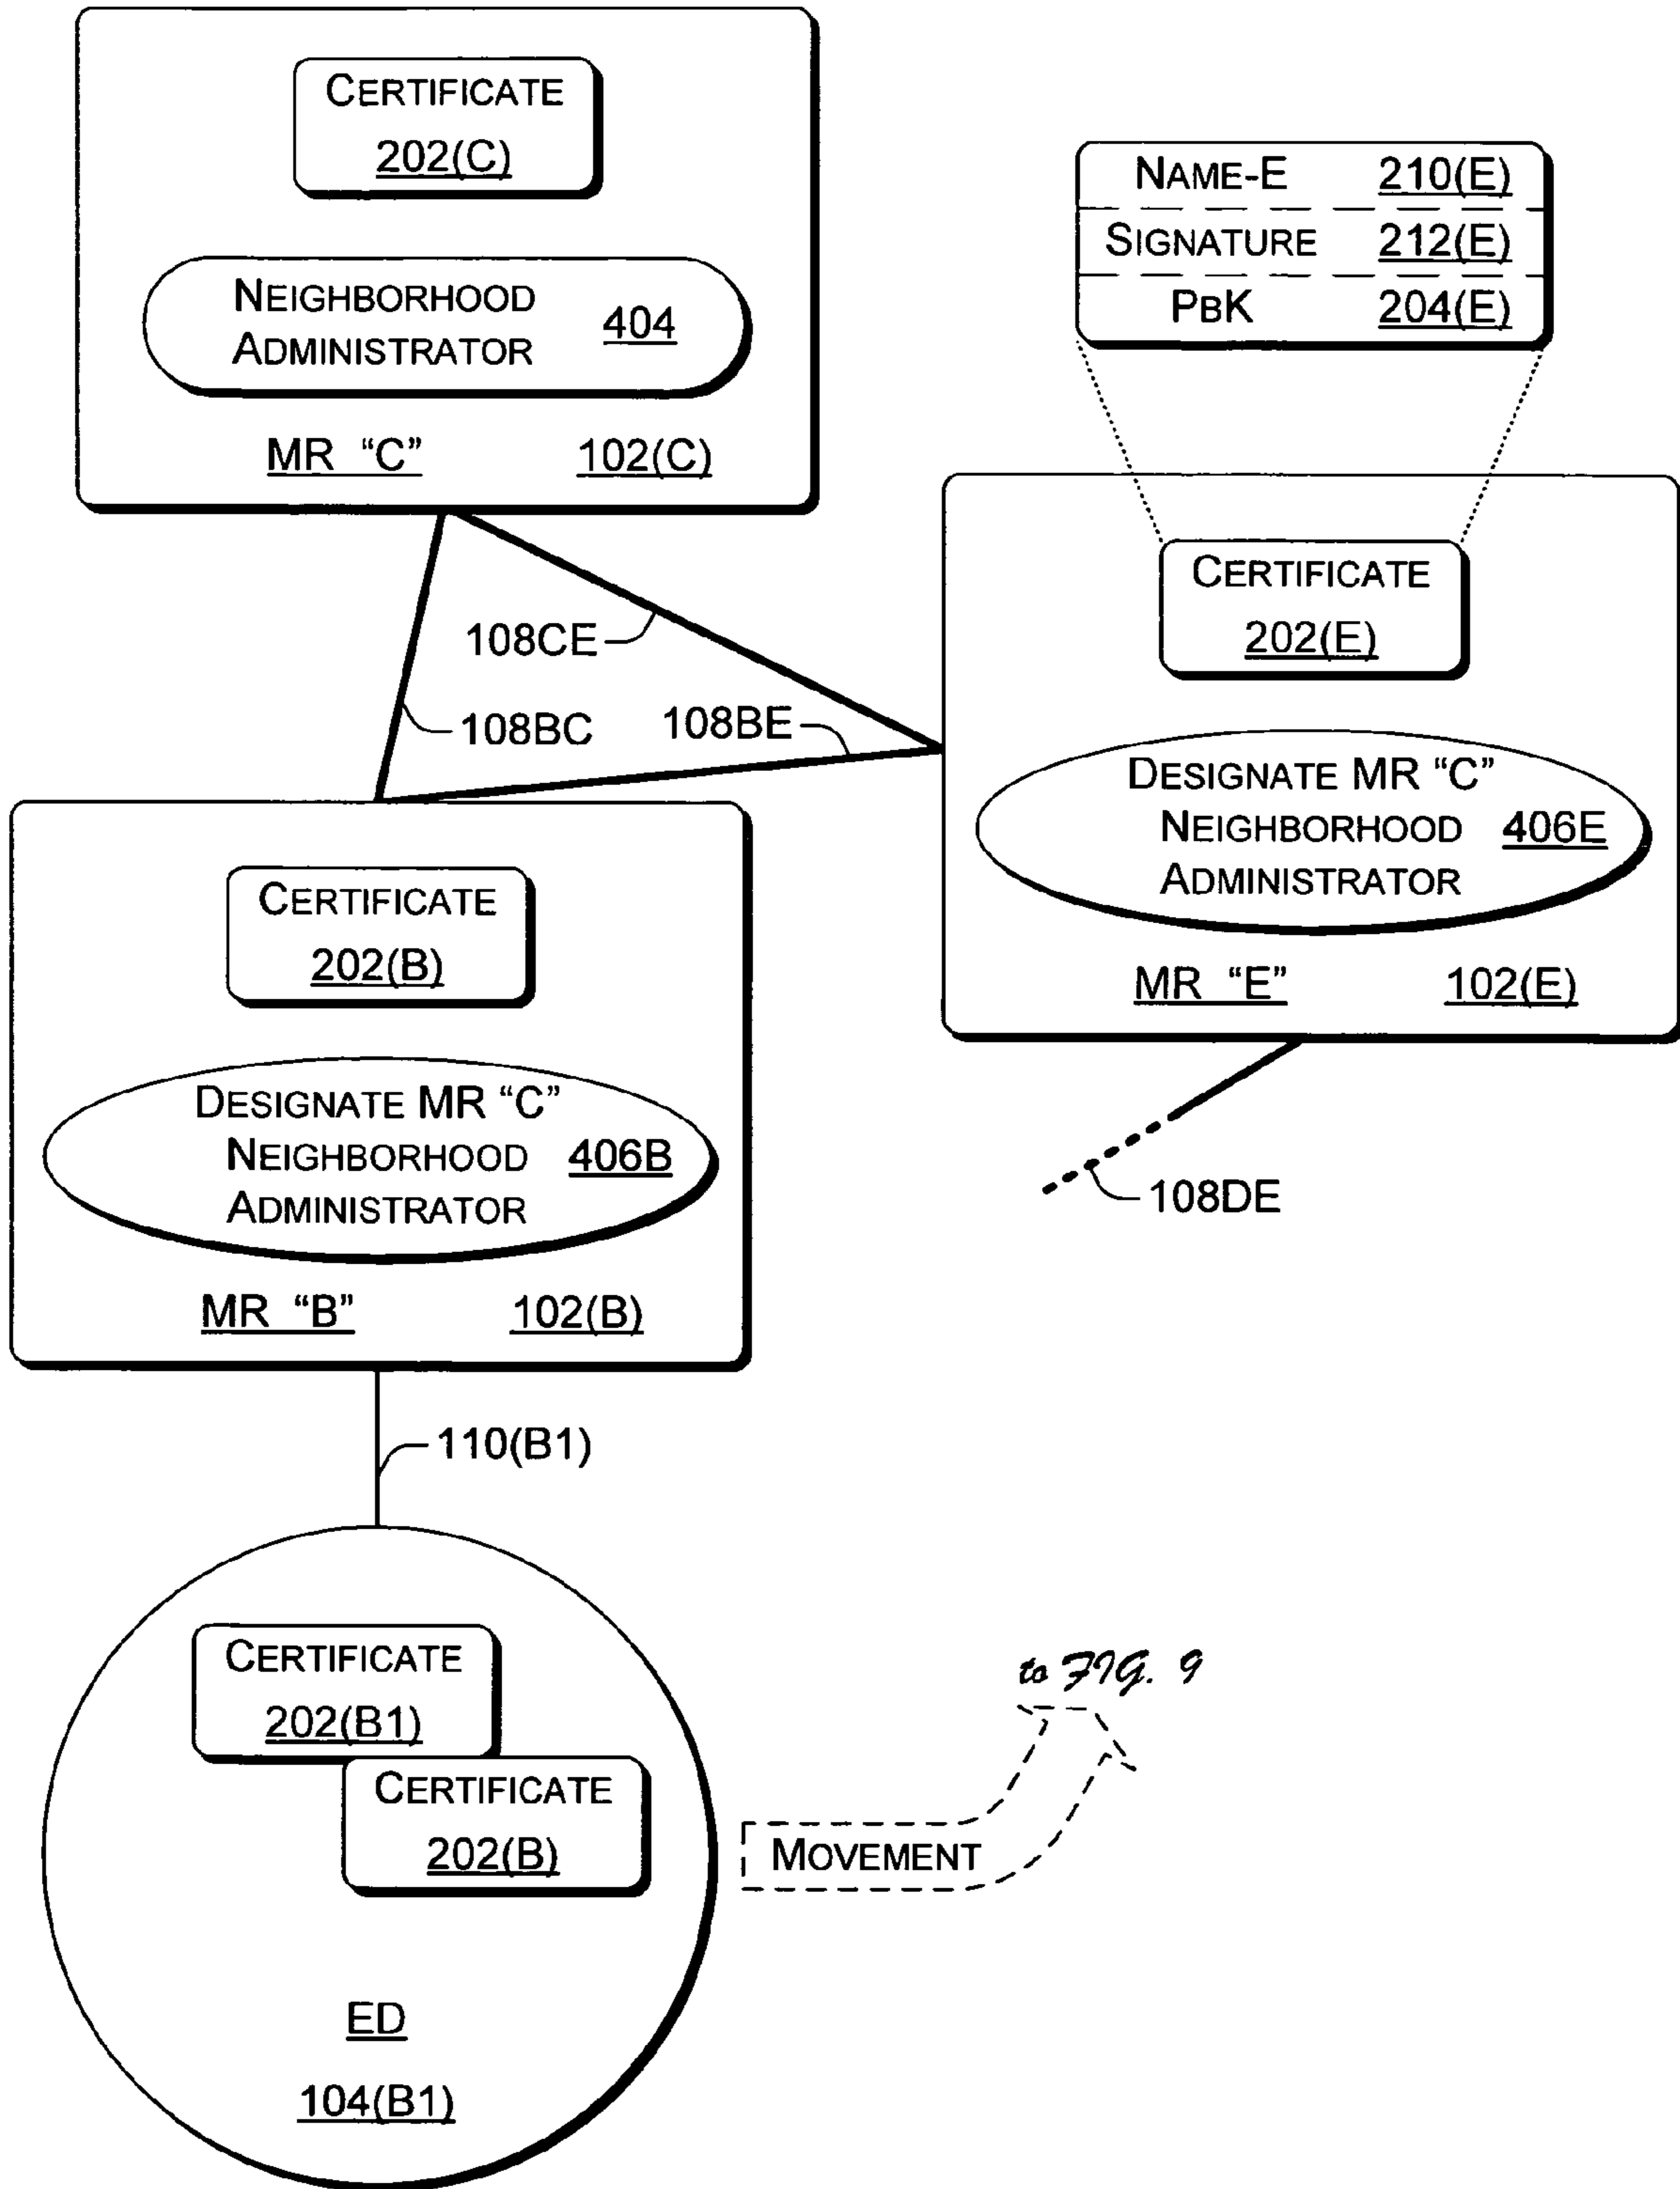 CERTIFICATE
202(C)
NEIGHBORHOOD
ADMINISTRATOR
404
MR "C" 102(C)
NAME-E 210(E)
SIGNATURE 212(E)
PBK 204(E)
CERTIFICATE
202(E)
108CE
108BC
108BE
DESIGNATE MR "C"
NEIGHBORHOOD 406E
ADMINISTRATOR
MR "E" 102(E)
CERTIFICATE
202(B)
DESIGNATE MR "C"
NEIGHBORHOOD 406B
ADMINISTRATOR
MR "B" 102(B)
108DE
110(B1)
CERTIFICATE
202(B1)
CERTIFICATE
202(B)
ED
104(B1)
MOVEMENT
to FIG. 9